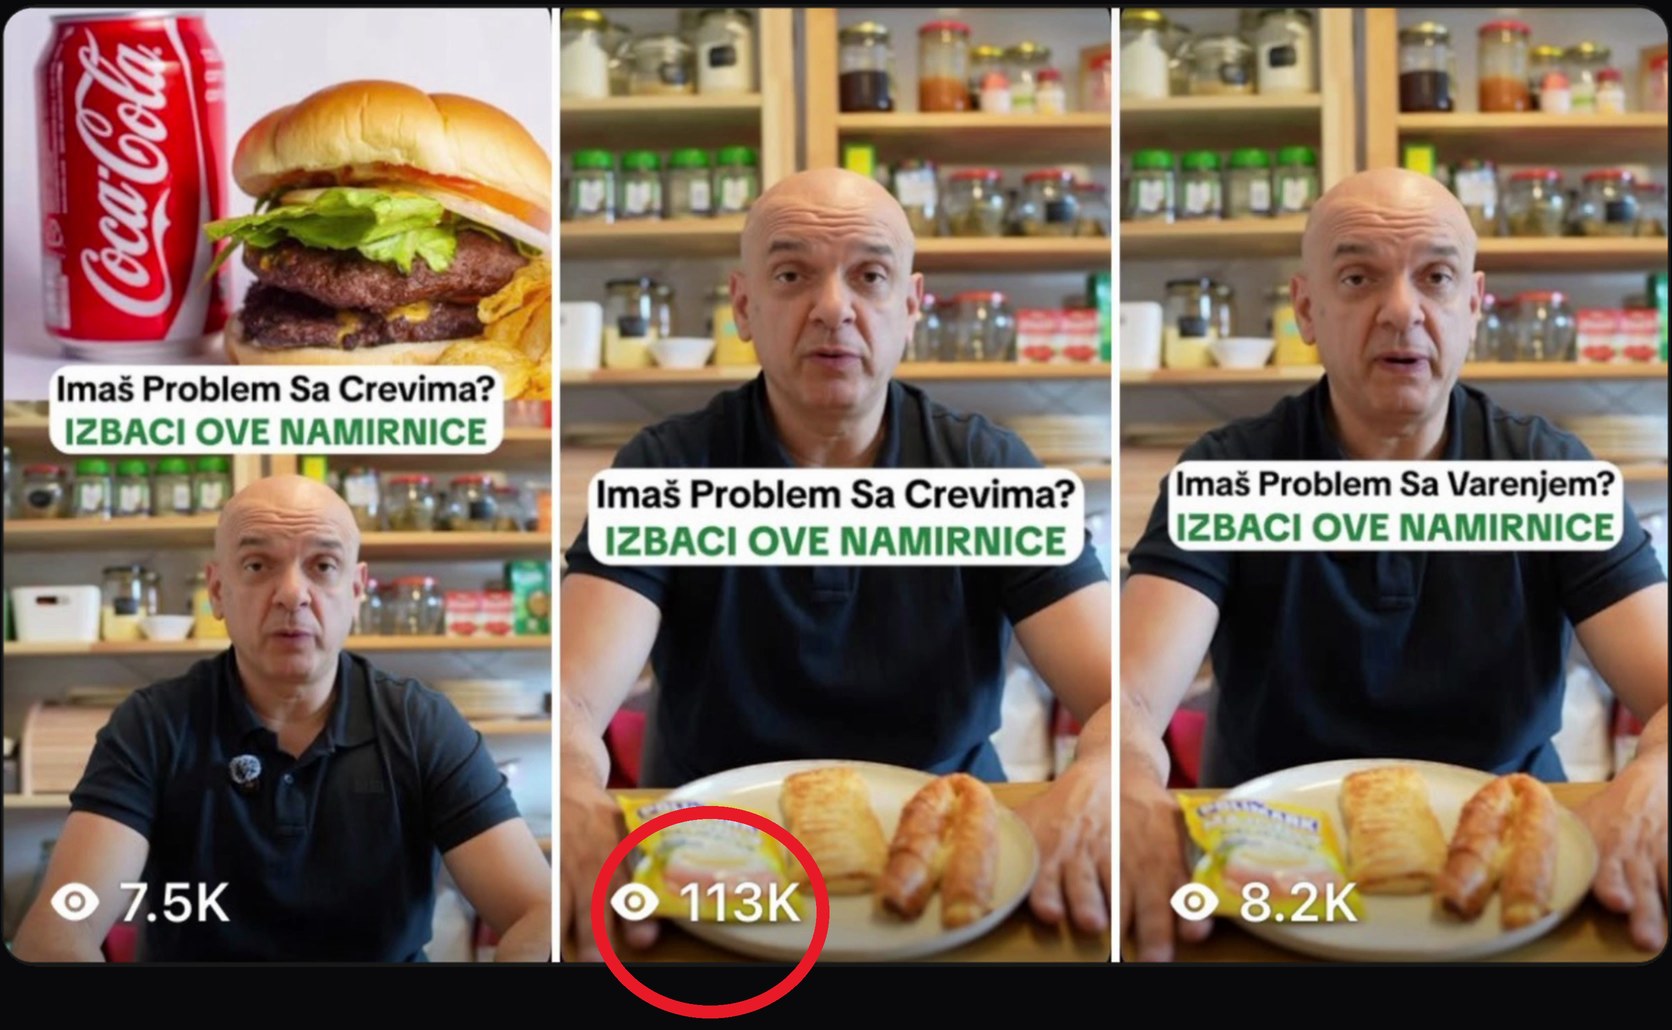 Coca-Cola
Imaš Problem Sa Crevima?
IZBACI OVE NAMIRNICE
7.5K
Imaš Problem Sa Crevima?
IZBACI OVE NAMIRNICE
113K
Imaš Problem Sa Varenjem?
IZBACI OVE NAMIRNICE
8.2K